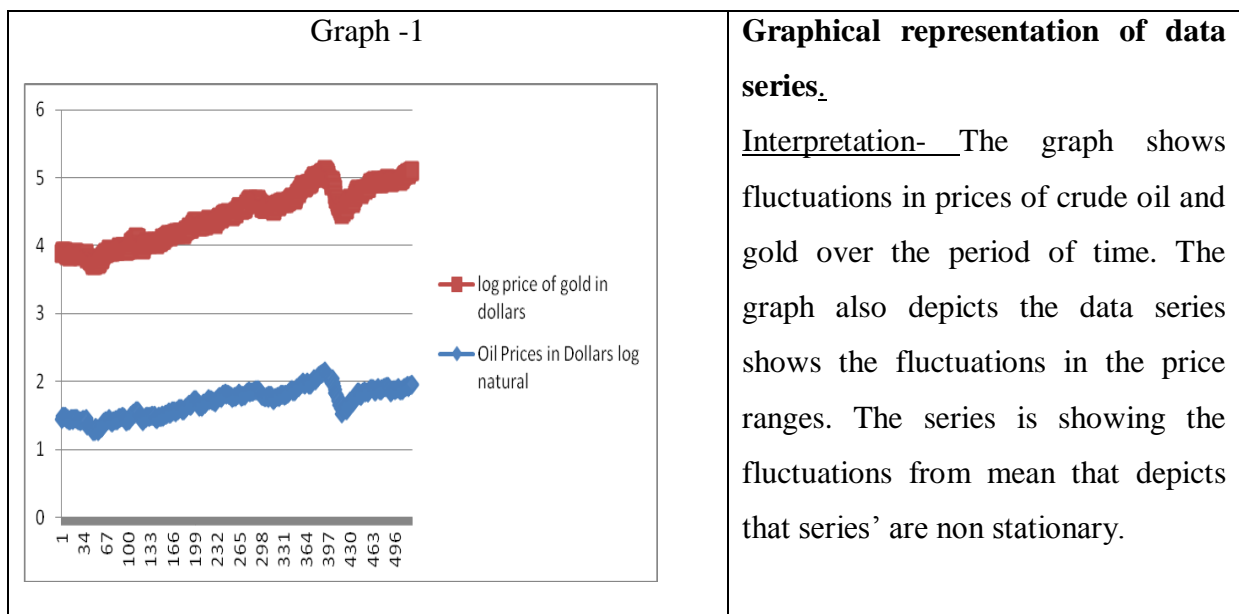 Graph -1
6
5
4
3
2
1
0
1
34
67
100
133
166
199
232
265
298
331
364
397
430
463
496
log price of gold in
dollars
Oil Prices in Dollars log
natural
Graphical representation of data
series.
Interpretation- The graph shows
fluctuations in prices of crude oil and
gold over the period of time. The
graph also depicts the data series
shows the fluctuations in the price
ranges. The series is showing the
fluctuations from mean that depicts
that series’ are non stationary.